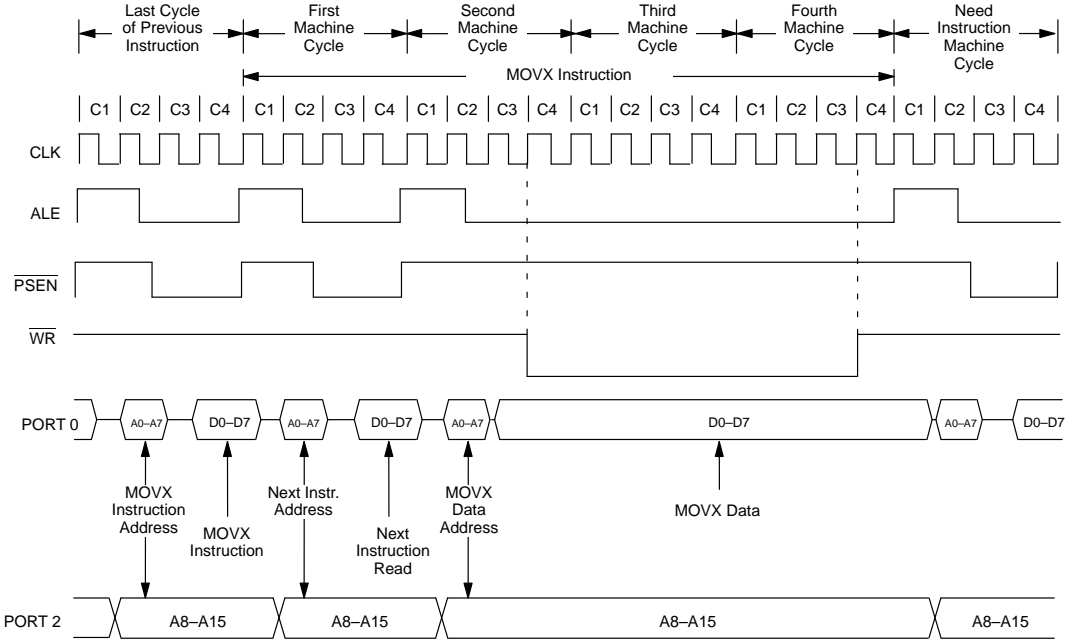 Last Cycle
of Previous
Instruction
First
Machine
Cycle
Second
Machine
Cycle
Third
Machine
Cycle
Fourth
Machine
Cycle
Need
Instruction
Machine
Cycle
MOVX Instruction
C1 C2 C3 C4 C1 C2 C3 C4 C1 C2 C3 C4 C1 C2 C3 C4 C1 C2 C3 C4 C1 C2 C3 C4
CLK
ALE
PSEN
WR
PORT 0
A0–A7 D0–D7 A0–A7 D0–D7 A0–A7 D0–D7 A0–A7 D0–D7
MOVX
Instruction
Address
MOVX
Instruction
Next Instr.
Address
Next
Instruction
Read
MOVX
Data
Address
MOVX Data
PORT 2
A8–A15 A8–A15 A8–A15 A8–A15